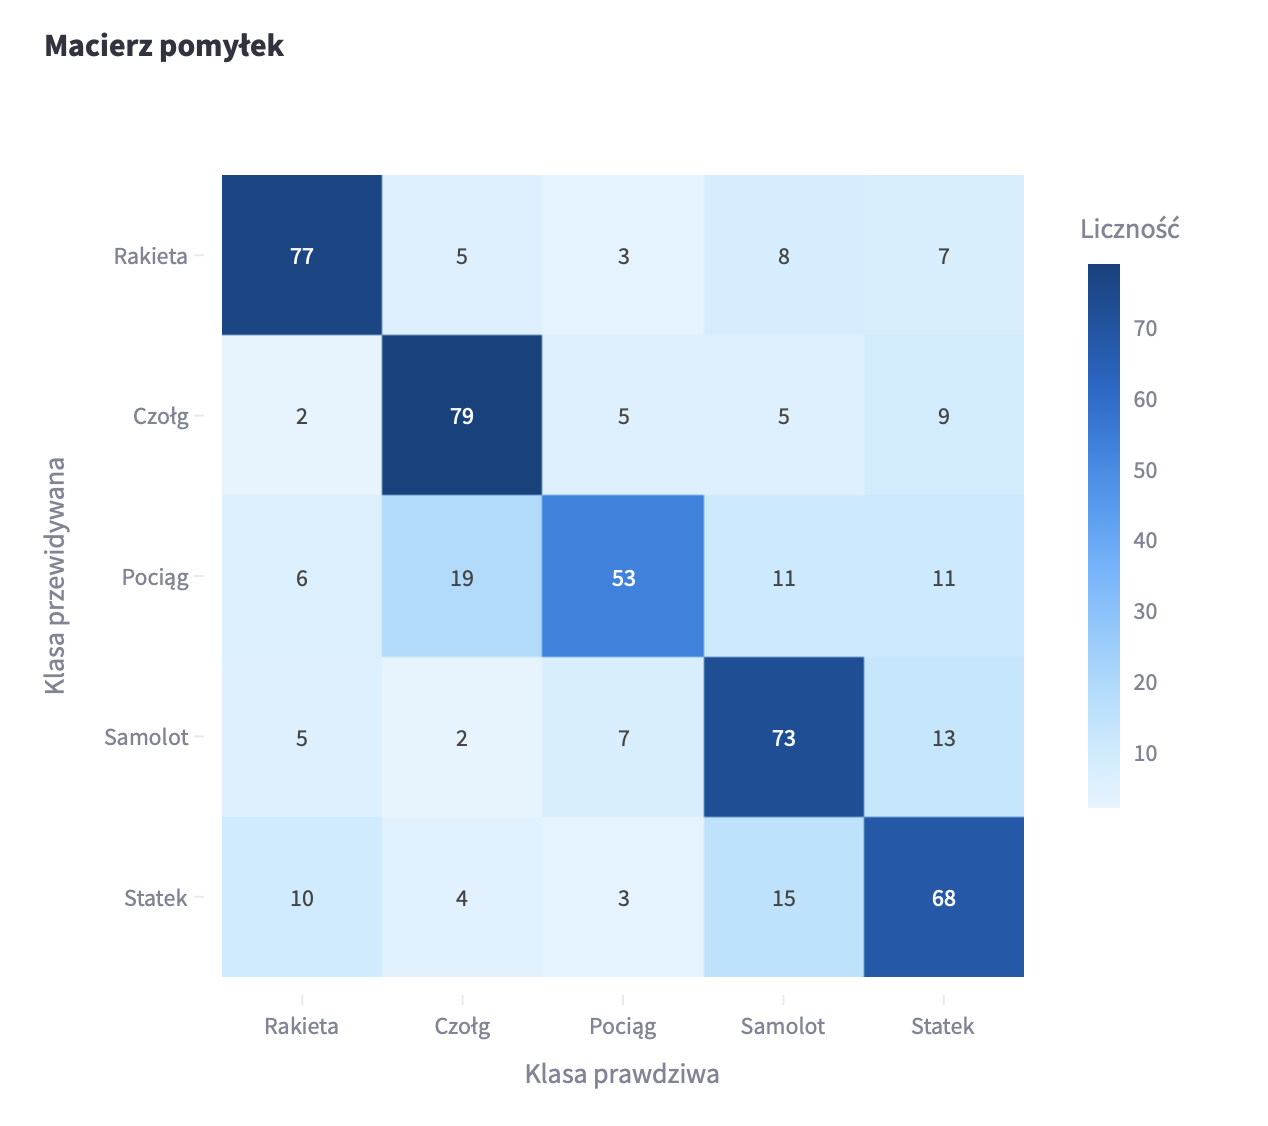 Macierz pomyłek
Liczność
Rakieta 77 5 3 8 7
Czołg 2 79 5 5 9
Pociąg 6 19 53 11 11
Samolot 5 2 7 73 13
Statek 10 4 3 15 68
Rakieta Czołg Pociąg Samolot Statek
Klasa prawdziwa
Klasa przewidywana
70
60
50
40
30
20
10